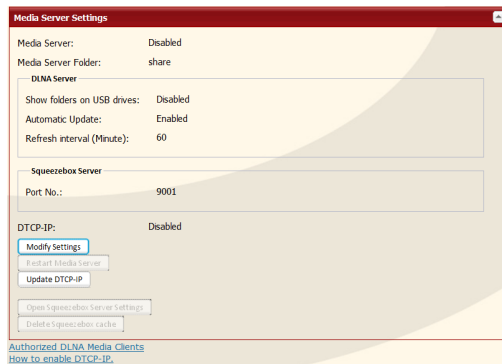 Media Server Settings
Media Server: Disabled
Media Server Folder: share
DLNA Server
Show folders on USB drives: Disabled
Automatic Update: Enabled
Refresh interval (Minute): 60
Squeezebox Server
Port No.: 9001
DTCP-IP: Disabled
Modify Settings
Restart Media Server
Update DTCP-IP
Open Squeezebox Server Settings
Delete Squeezebox cache
Authorized DLNA Media Clients
How to enable DTCP-IP.